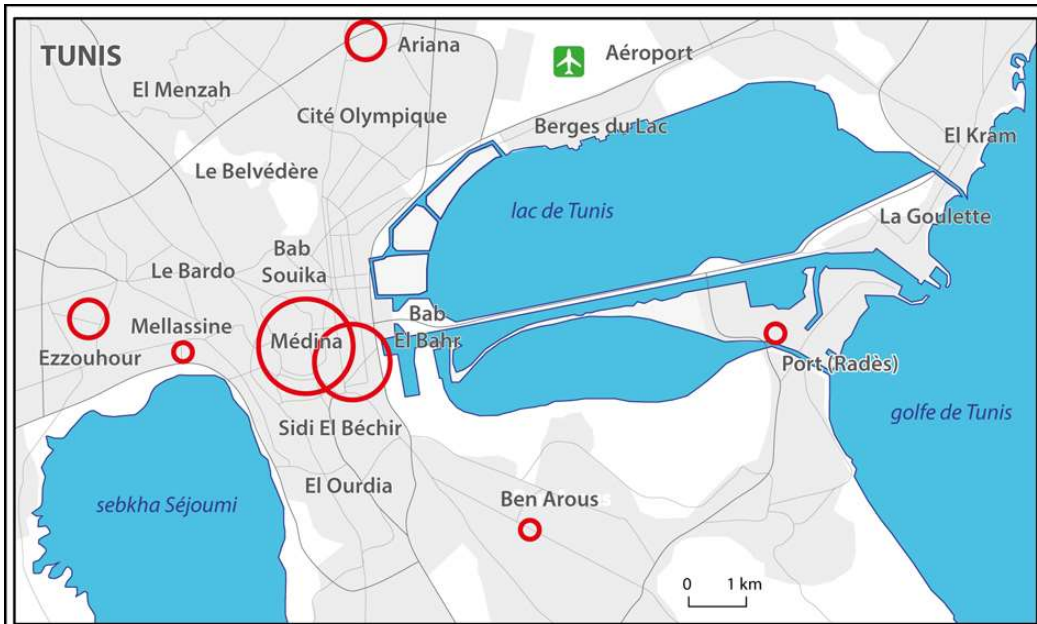 TUNIS
Ariana
Aéroport
El Menzah
Cité Olympique
Berges du Lac
El Kram
Le Belvédère
lac de Tunis
La Goulette
Bab
Souika
Le Bardo
Mellassine
Médina
Bab
El Bahr
Ezzouhour
Port (Radès)
Sidi El Béchir
golfe de Tunis
El Ourdia
Ben Arous
sebkha Séjoumi
0 1 km